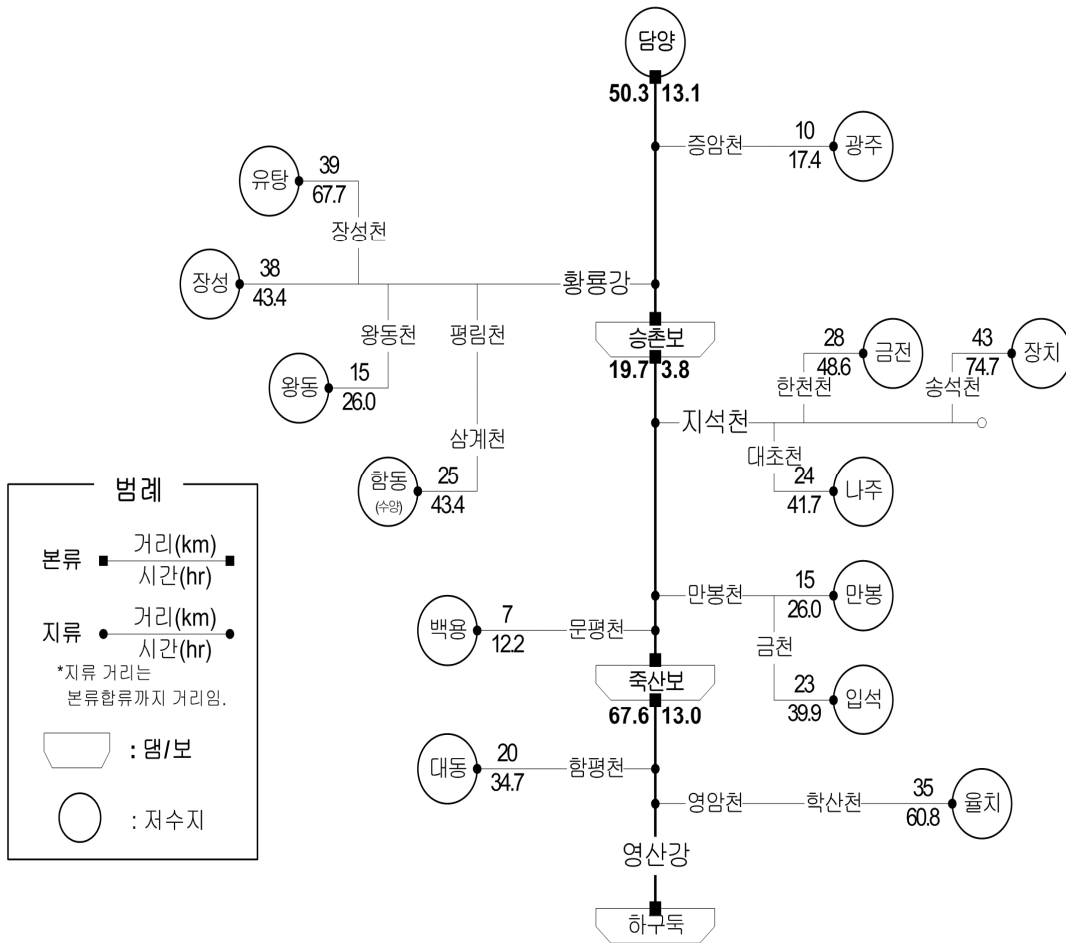 담양
50.3 13.1
증암천
10
17.4
광주
유탕
39
67.7
장성천
장성
38
43.4
황룡강
왕동천
평림천
왕동
15
26.0
삼계천
함동
(수양)
25
43.4
승촌보
19.7 3.8
28
48.6
금전
한천천
43
74.7
장치
송석천
지석천
대초천
24
41.7
나주
만봉천
15
26.0
만봉
금천
23
39.9
입석
백용
7
12.2
문평천
죽산보
67.6 13.0
대동
20
34.7
함평천
영암천
학산천
35
60.8
율치
영산강
하구둑
범례
본류
거리(km)
시간(hr)
지류
거리(km)
시간(hr)
*지류 거리는
본류합류까지 거리임.
: 댐/보
: 저수지